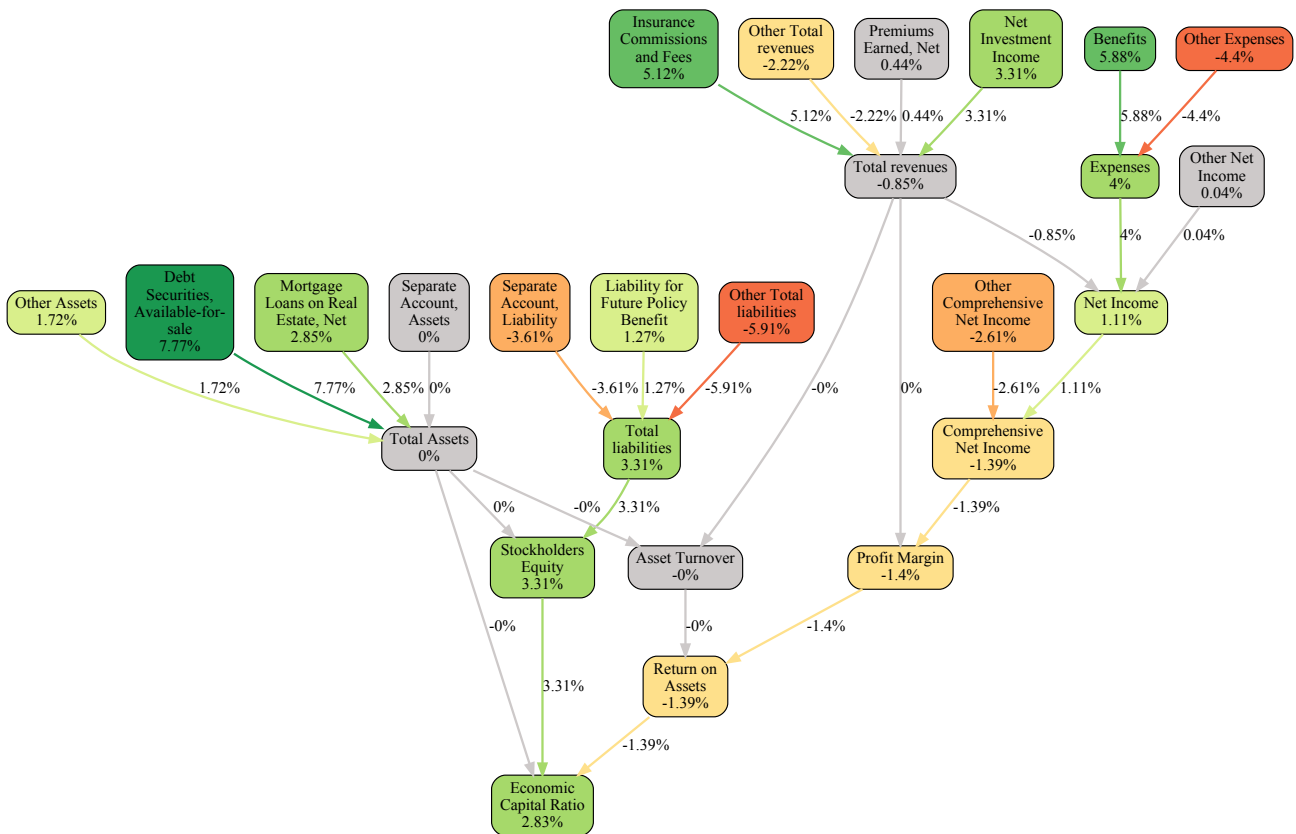 Insurance
Commissions
and Fees
5.12%
Other Total
revenues
-2.22%
Premiums
Earned, Net
0.44%
Net
Investment
Income
3.31%
Benefits
5.88%
Other Expenses
-4.4%
5.12%
-2.22%
0.44%
3.31%
5.88%
-4.4%
Total revenues
-0.85%
Expenses
4%
Other Net
Income
0.04%
-0.85%
4%
0.04%
Other Assets
1.72%
Debt
Securities,
Available-for-
sale
7.77%
Mortgage
Loans on Real
Estate, Net
2.85%
Separate
Account,
Assets
0%
Separate
Account,
Liability
-3.61%
Liability for
Future Policy
Benefit
1.27%
Other Total
liabilities
-5.91%
Other
Comprehensive
Net Income
-2.61%
Net Income
1.11%
1.72%
7.77%
2.85%
0%
-3.61%
1.27%
-5.91%
-0%
0%
-2.61%
1.11%
Total Assets
0%
Total
liabilities
3.31%
Comprehensive
Net Income
-1.39%
0%
-0%
3.31%
-1.39%
Stockholders
Equity
3.31%
Asset Turnover
-0%
Profit Margin
-1.4%
-0%
-0%
-1.4%
3.31%
Return on
Assets
-1.39%
-1.39%
Economic
Capital Ratio
2.83%